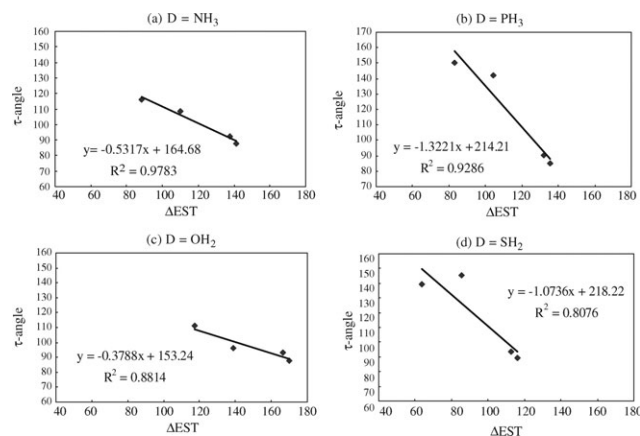 (a) D = NH3
160
150
140
130
120
110
100
90
80
70
60
τ-angle
y= -0.5317x + 164.68
R2 = 0.9783
40 60 80 100 120 140 160 180
ΔEST
(b) D = PH3
170
160
150
140
130
120
110
100
90
80
70
60
τ-angle
y = -1.3221x +214.21
R2 = 0.9286
40 60 80 100 120 140 160 180
ΔEST
(c) D = OH2
160
150
140
130
120
110
100
90
80
70
60
τ-angle
y = -0.3788x + 153.24
R2 = 0.8814
40 60 80 100 120 140 160 180
ΔEST
(d) D = SH2
160
150
140
130
120
110
100
90
80
70
60
τ-angle
y = -1.0736x + 218.22
R2 = 0.8076
40 60 80 100 120 140 160 180
ΔEST